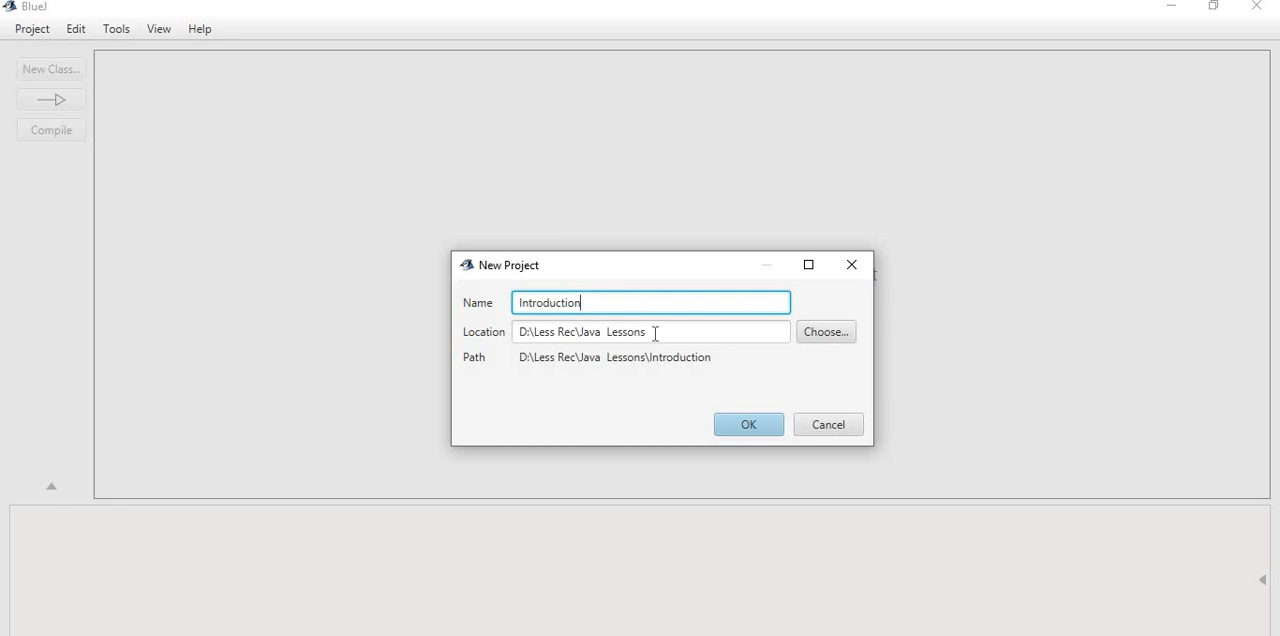 BlueJ
Project Edit Tools View Help
New Class...
Compile
New Project
Name Introduction
Location D:\Less Rec\Java  Lessons Choose...
Path D:\Less Rec\Java  Lessons\Introduction
OK Cancel